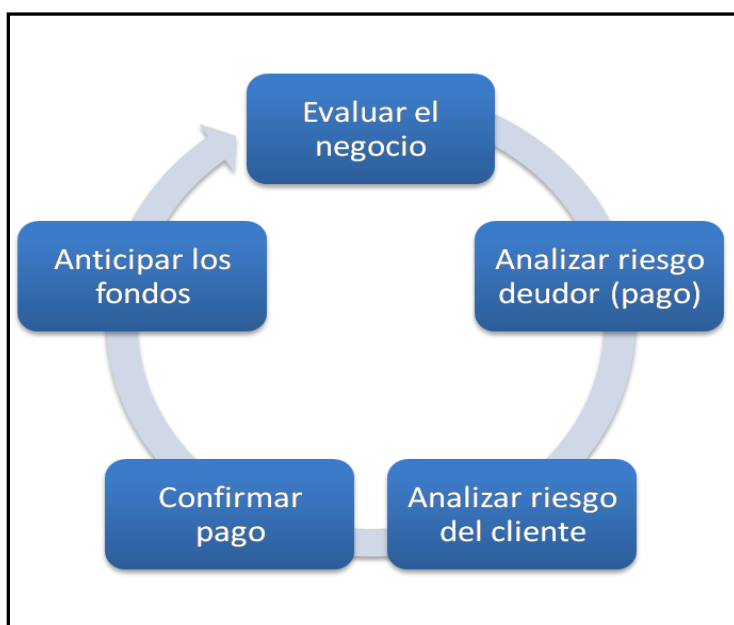 Evaluar el
negocio
Analizar riesgo
deudor (pago)
Analizar riesgo
del cliente
Confirmar
pago
Anticipar los
fondos